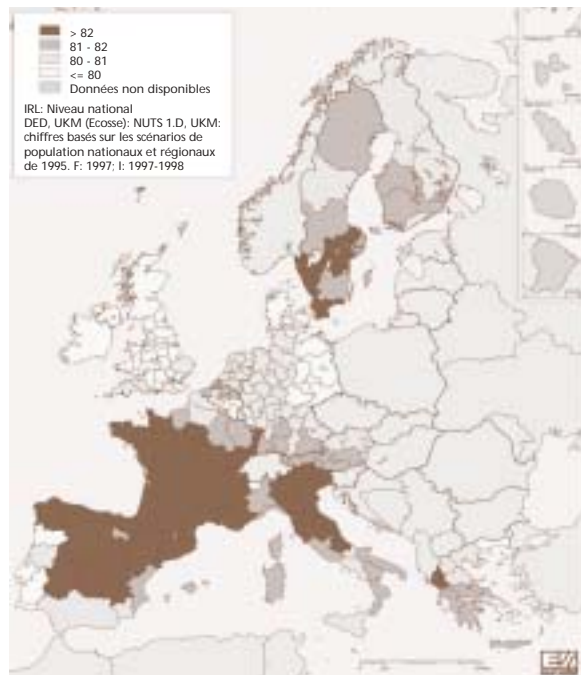 > 82
81 - 82
80 - 81
<= 80
Données non disponibles
IRL: Niveau national
DED, UKM (Ecosse): NUTS 1.D, UKM:
chiffres basés sur les scénarios de
population nationaux et régionaux
de 1995. F: 1997; I: 1997-1998